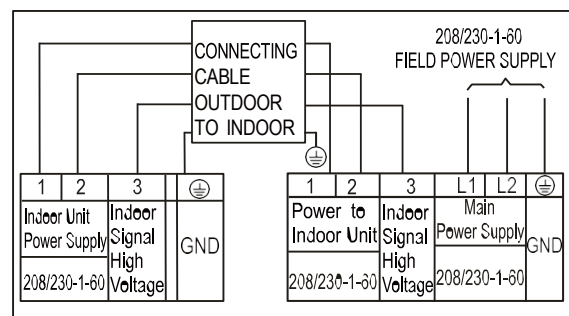 CONNECTING
CABLE
OUTDOOR
TO INDOOR
208/230-1-60
FIELD POWER SUPPLY
1 2 3
Indoor Unit
Power Supply
208/230-1-60
Indoor
Signal
High
Voltage
GND
1 2 3 L1 L2
Power to
Indoor Unit
208/230-1-60
Indoor
Signal
High
Voltage
Main
Power Supply
208/230-1-60
GND